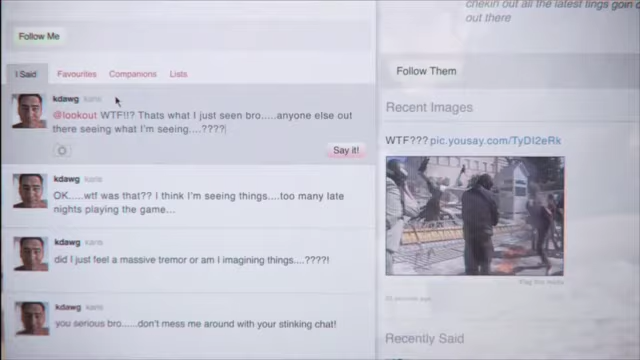 Follow Me
I Said Favourites Companions Lists
kdawg karis
@lookout WTF!!? Thats what I just seen bro.....anyone else out
there seeing what I'm seeing....????
Say it!
kdawg karis
OK.....wtf was that?? I think I'm seeing things....too many late
nights playing the game...
kdawg karis
did I just feel a massive tremor or am I imagining things....????!
kdawg karis
you serious bro.....don't mess me around with your stinking chat!
chekin out all the latest tings goin
out there
Follow Them
Recent Images
WTF??? pic.yousay.com/TyDI2eRk
Flag this media
Recently Said